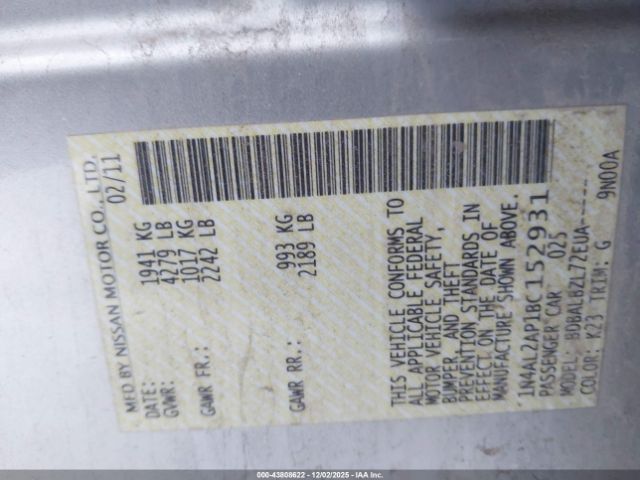 MFD BY NISSAN MOTOR CO., LTD.
DATE: 02/11
GVWR: 1941 KG
4279 LB
GAWR FR.: 1017 KG
2242 LB
GAWR RR.: 993 KG
2189 LB
THIS VEHICLE CONFORMS TO
ALL APPLICABLE FEDERAL
MOTOR VEHICLE SAFETY,
BUMPER, AND THEFT
PREVENTION STANDARDS IN
EFFECT ON THE DATE OF
MANUFACTURE SHOWN ABOVE.
1N4AL2AP1BC152931
PASSENGER CAR 025
MODEL: BDBALBZL72EUA-----
COLOR: K23 TRIM: G 9N00A
000-43808622 • 12/02/2025 • IAA, Inc.